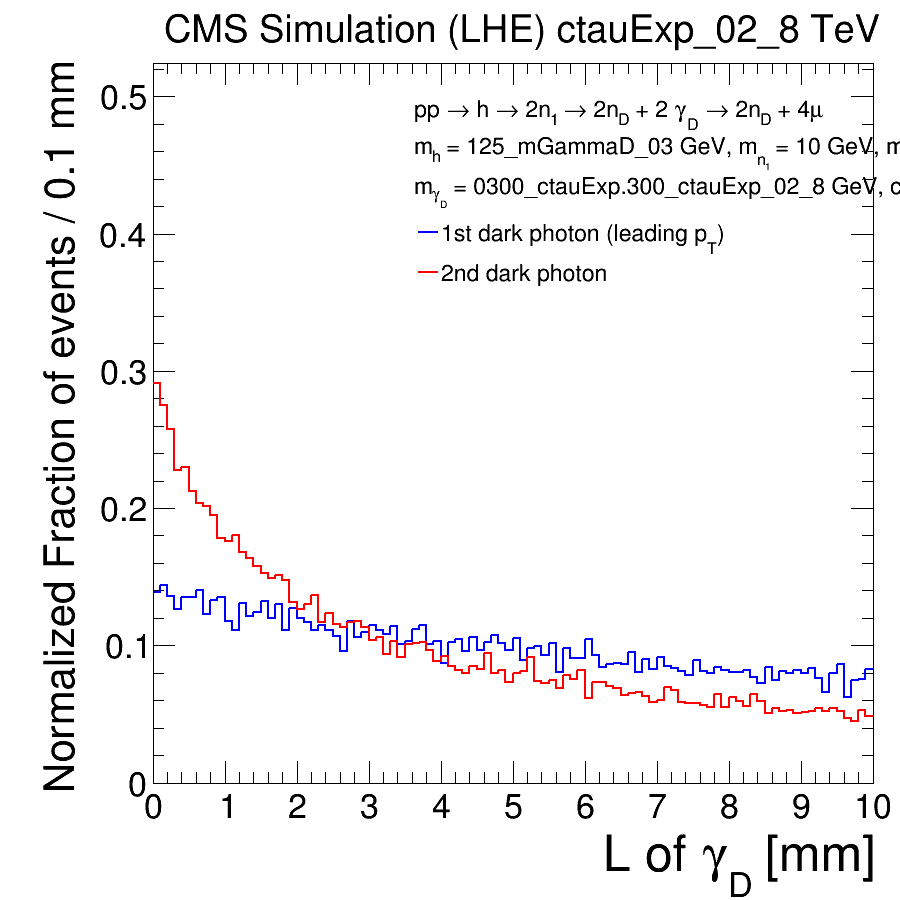 CMS Simulation (LHE) ctauExp_02_8 TeV
pp → h → 2n1 → 2nD + 2 γD → 2nD + 4μ
mh = 125_mGammaD_03 GeV, mn1 = 10 GeV, m
mγD = 0300_ctauExp.300_ctauExp_02_8 GeV, c
1st dark photon (leading pT)
2nd dark photon
Normalized Fraction of events / 0.1 mm
0.5
0.4
0.3
0.2
0.1
0
0 1 2 3 4 5 6 7 8 9 10
L of γD [mm]